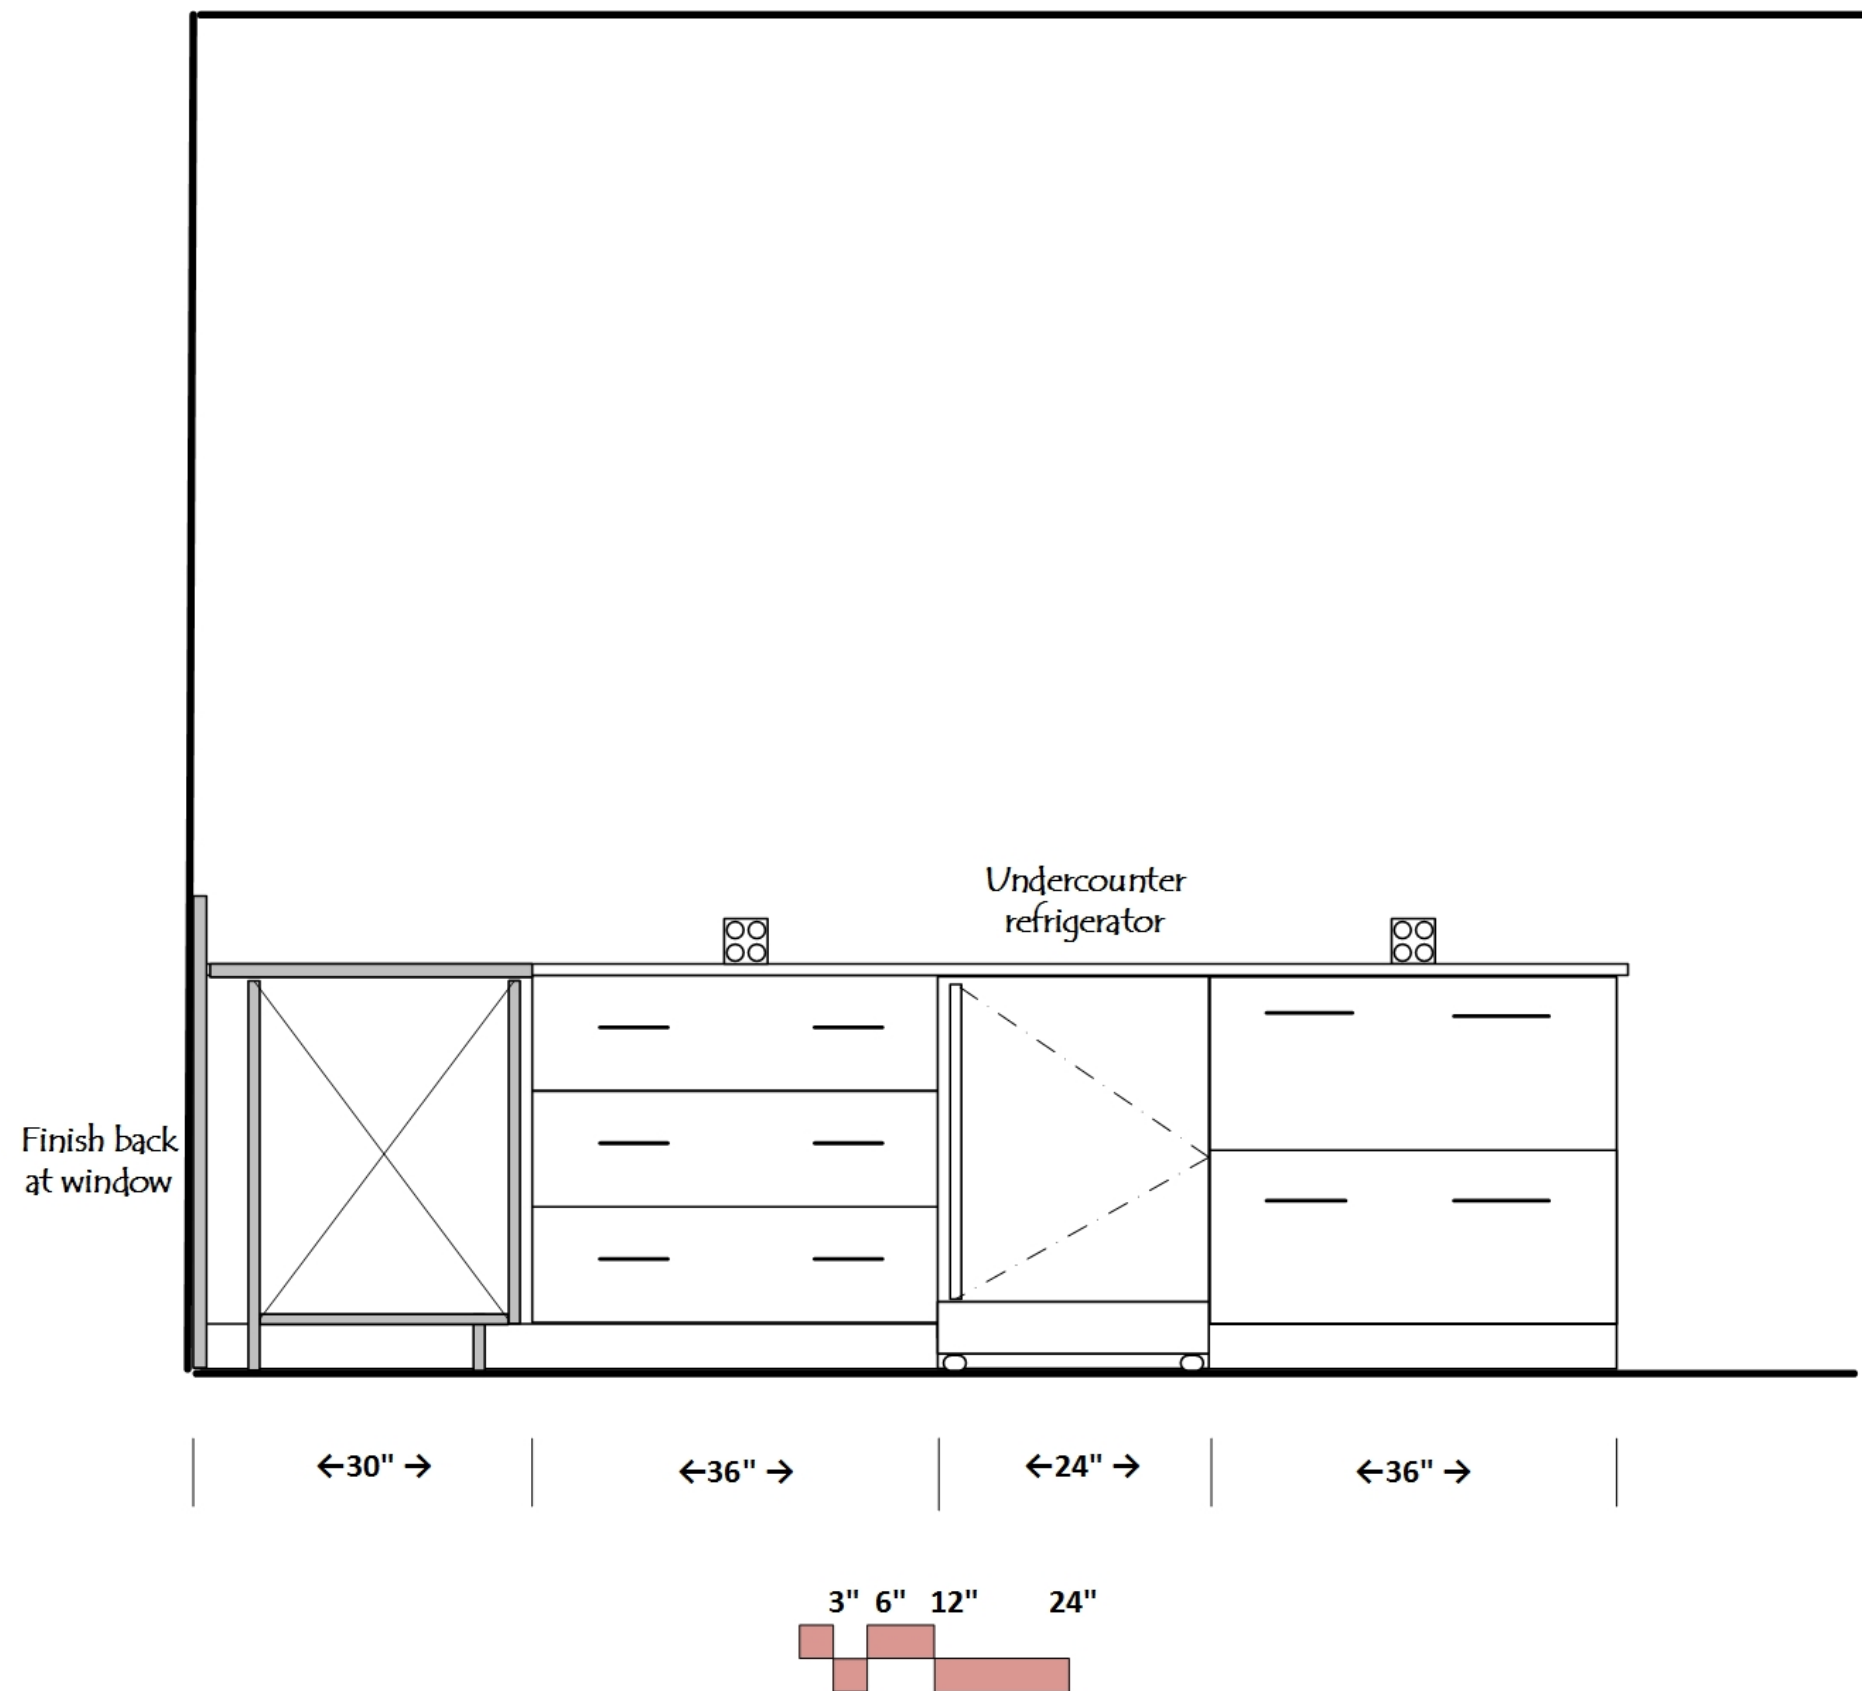 Undercounter
refrigerator
Finish back
at window
←30" →
←36" →
←24" →
←36" →
3" 6" 12" 24"